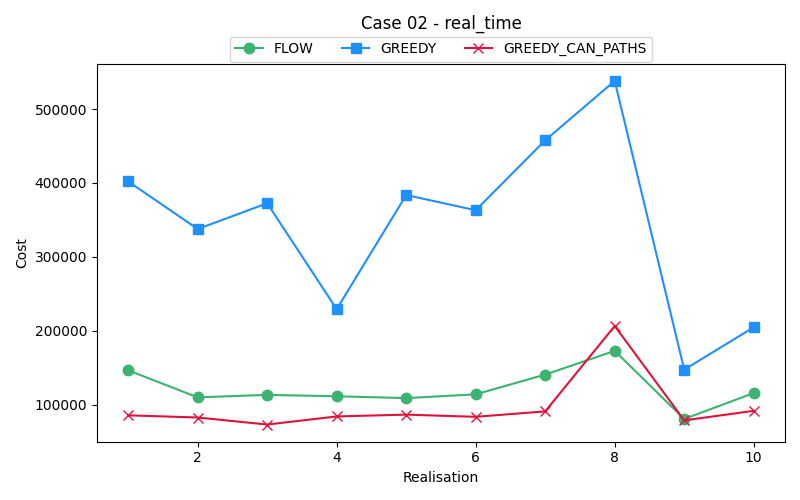 Case 02 - real_time
FLOW GREEDY GREEDY_CAN_PATHS
500000
400000
300000
200000
100000
Cost
2 4 6 8 10
Realisation